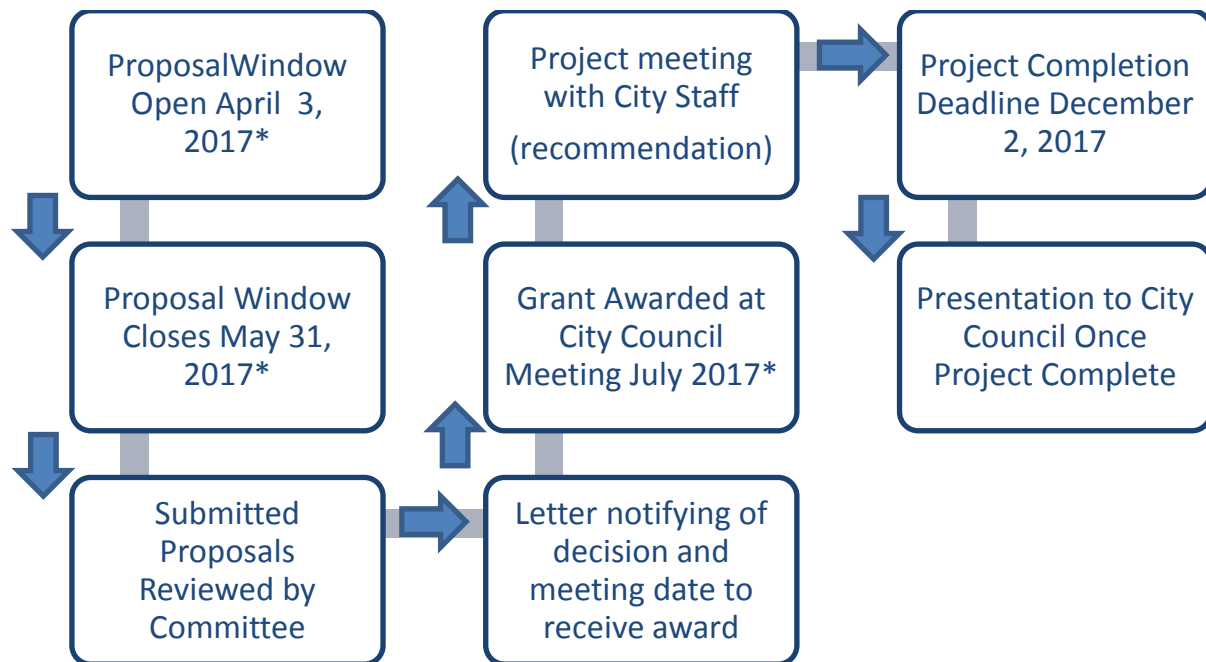 ProposalWindow
Open April 3,
2017*
Proposal Window
Closes May 31,
2017*
Submitted
Proposals
Reviewed by
Committee
Letter notifying of
decision and
meeting date to
receive award
Grant Awarded at
City Council
Meeting July 2017*
Project meeting
with City Staff
(recommendation)
Project Completion
Deadline December
2, 2017
Presentation to City
Council Once
Project Complete